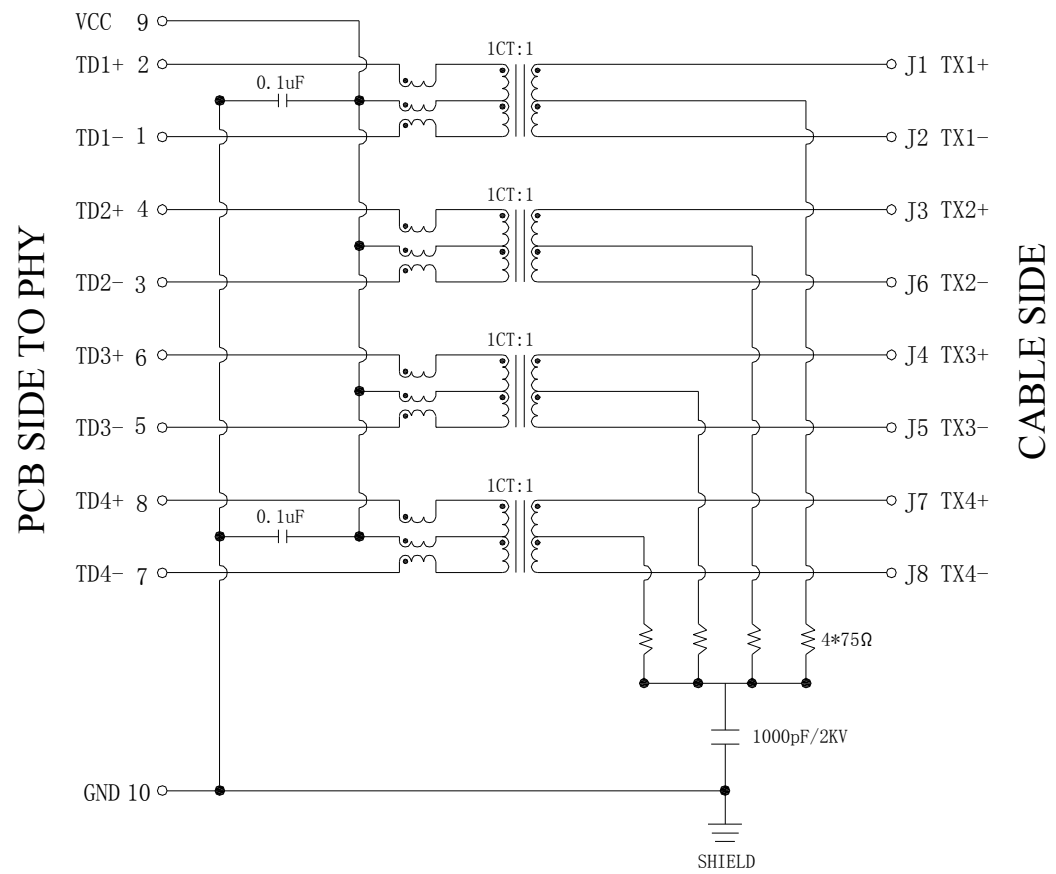 VCC 9
1CT:1
TD1+ 2
J1 TX1+
0.1uF
TD1- 1
J2 TX1-
1CT:1
TD2+ 4
J3 TX2+
TD2- 3
J6 TX2-
1CT:1
TD3+ 6
J4 TX3+
TD3- 5
J5 TX3-
1CT:1
TD4+ 8
J7 TX4+
0.1uF
TD4- 7
J8 TX4-
PCB SIDE TO PHY
CABLE SIDE
4*75Ω
1000pF/2KV
GND 10
SHIELD